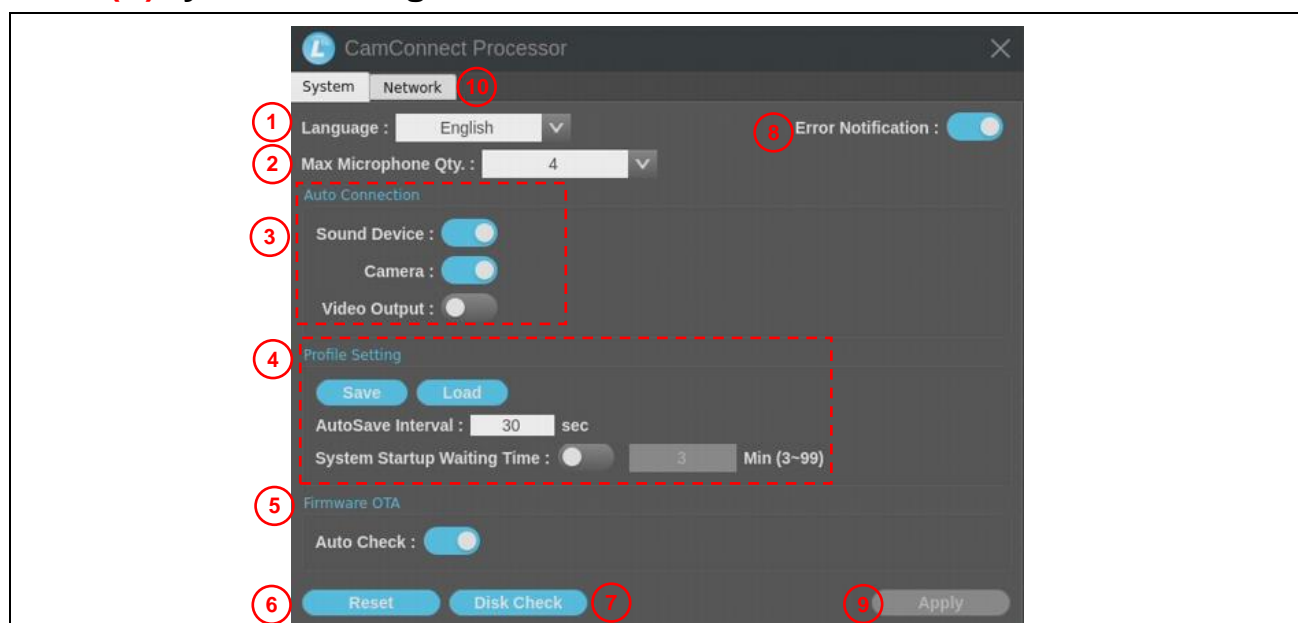 CamConnect Processor
System Network 10
1 Language : English 8 Error Notification :
2 Max Microphone Qty. : 4
Auto Connection
3 Sound Device :
Camera :
Video Output :
4 Profile Setting
Save Load
AutoSave Interval : 30 sec
System Startup Waiting Time : 3 Min (3~99)
5 Firmware OTA
Auto Check :
6 Reset Disk Check 7 9 Apply